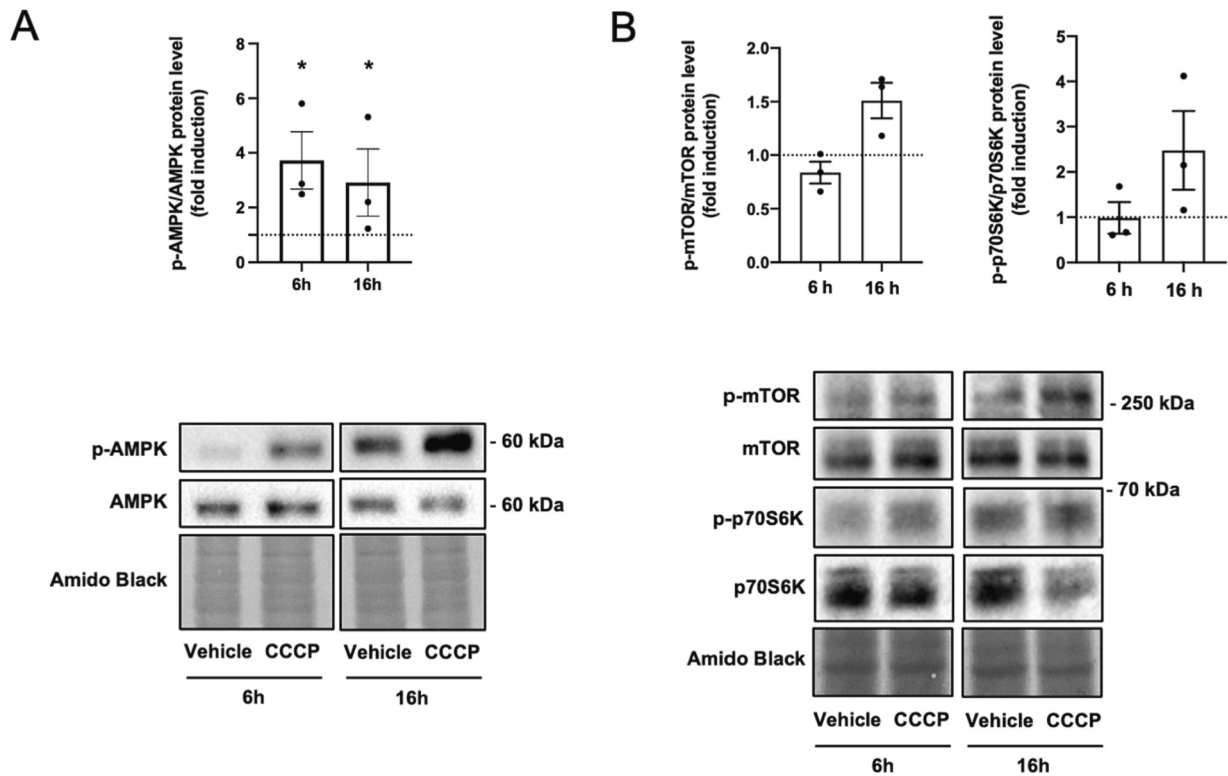 A
p-AMPK/AMPK protein level
(fold induction)
8
6
4
2
0
*
*
6h
16h
p-AMPK
- 60 kDa
AMPK
- 60 kDa
Amido Black
Vehicle CCCP Vehicle CCCP
6h 16h
B
p-mTOR/mTOR protein level
(fold induction)
2.0
1.5
1.0
0.5
0.0
6 h
16 h
p-p70S6K/p70S6K protein level
(fold induction)
5
4
3
2
1
0
6 h
16 h
p-mTOR
- 250 kDa
mTOR
- 70 kDa
p-p70S6K
p70S6K
Amido Black
Vehicle CCCP Vehicle CCCP
6h 16h